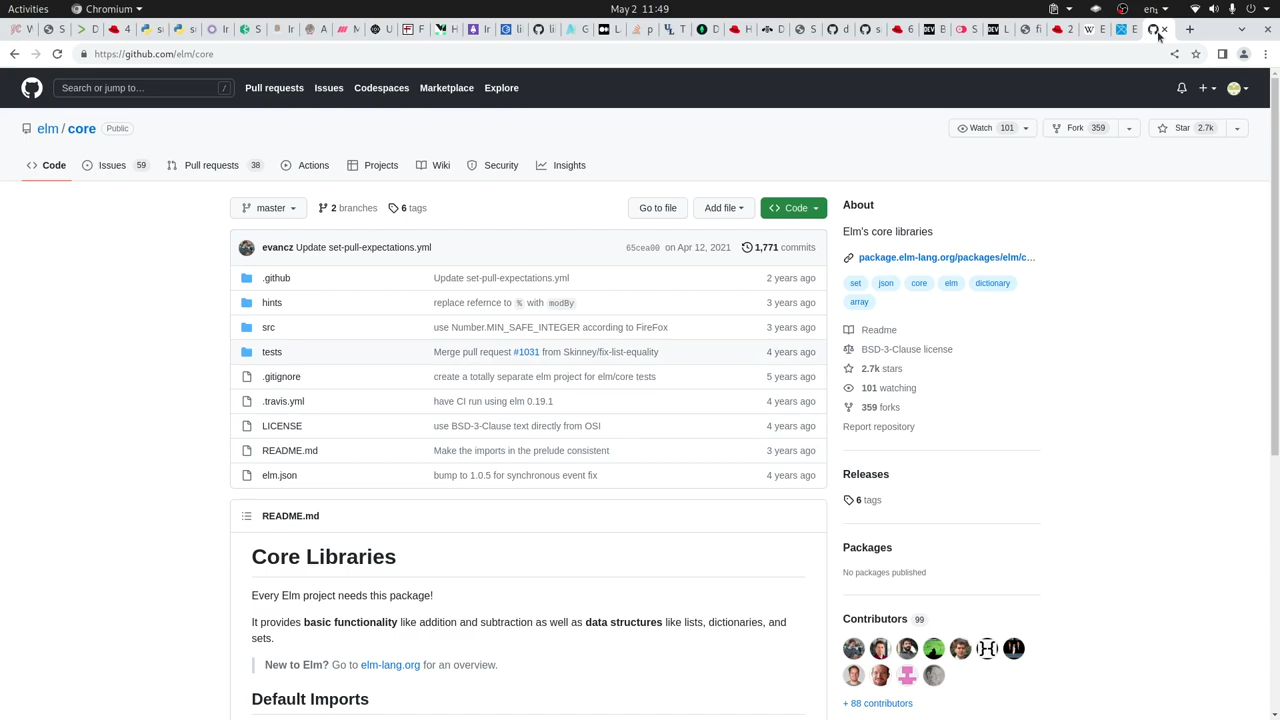 Activities
Chromium
May 2 11:49
https://github.com/elm/core
Search or jump to…
/
Pull requests
Issues
Codespaces
Marketplace
Explore
elm / core
Public
Watch 101
Fork 359
Star 2.7k
Code
Issues 59
Pull requests 38
Actions
Projects
Wiki
Security
Insights
master
2 branches
6 tags
Go to file
Add file
Code
evancz Update set-pull-expectations.yml
65cea00 on Apr 12, 2021
1,771 commits
.github
Update set-pull-expectations.yml
2 years ago
hints
replace refernce to % with modBy
3 years ago
src
use Number.MIN_SAFE_INTEGER according to FireFox
3 years ago
tests
Merge pull request #1031 from Skinney/fix-list-equality
4 years ago
.gitignore
create a totally separate elm project for elm/core tests
5 years ago
.travis.yml
have CI run using elm 0.19.1
4 years ago
LICENSE
use BSD-3-Clause text directly from OSI
4 years ago
README.md
Make the imports in the prelude consistent
3 years ago
elm.json
bump to 1.0.5 for synchronous event fix
4 years ago
README.md
Core Libraries
Every Elm project needs this package!
It provides basic functionality like addition and subtraction as well as data structures like lists, dictionaries, and
sets.
New to Elm? Go to elm-lang.org for an overview.
Default Imports
About
Elm's core libraries
package.elm-lang.org/packages/elm/c…
set
json
core
elm
dictionary
array
Readme
BSD-3-Clause license
2.7k stars
101 watching
359 forks
Report repository
Releases
6 tags
Packages
No packages published
Contributors 99
+ 88 contributors